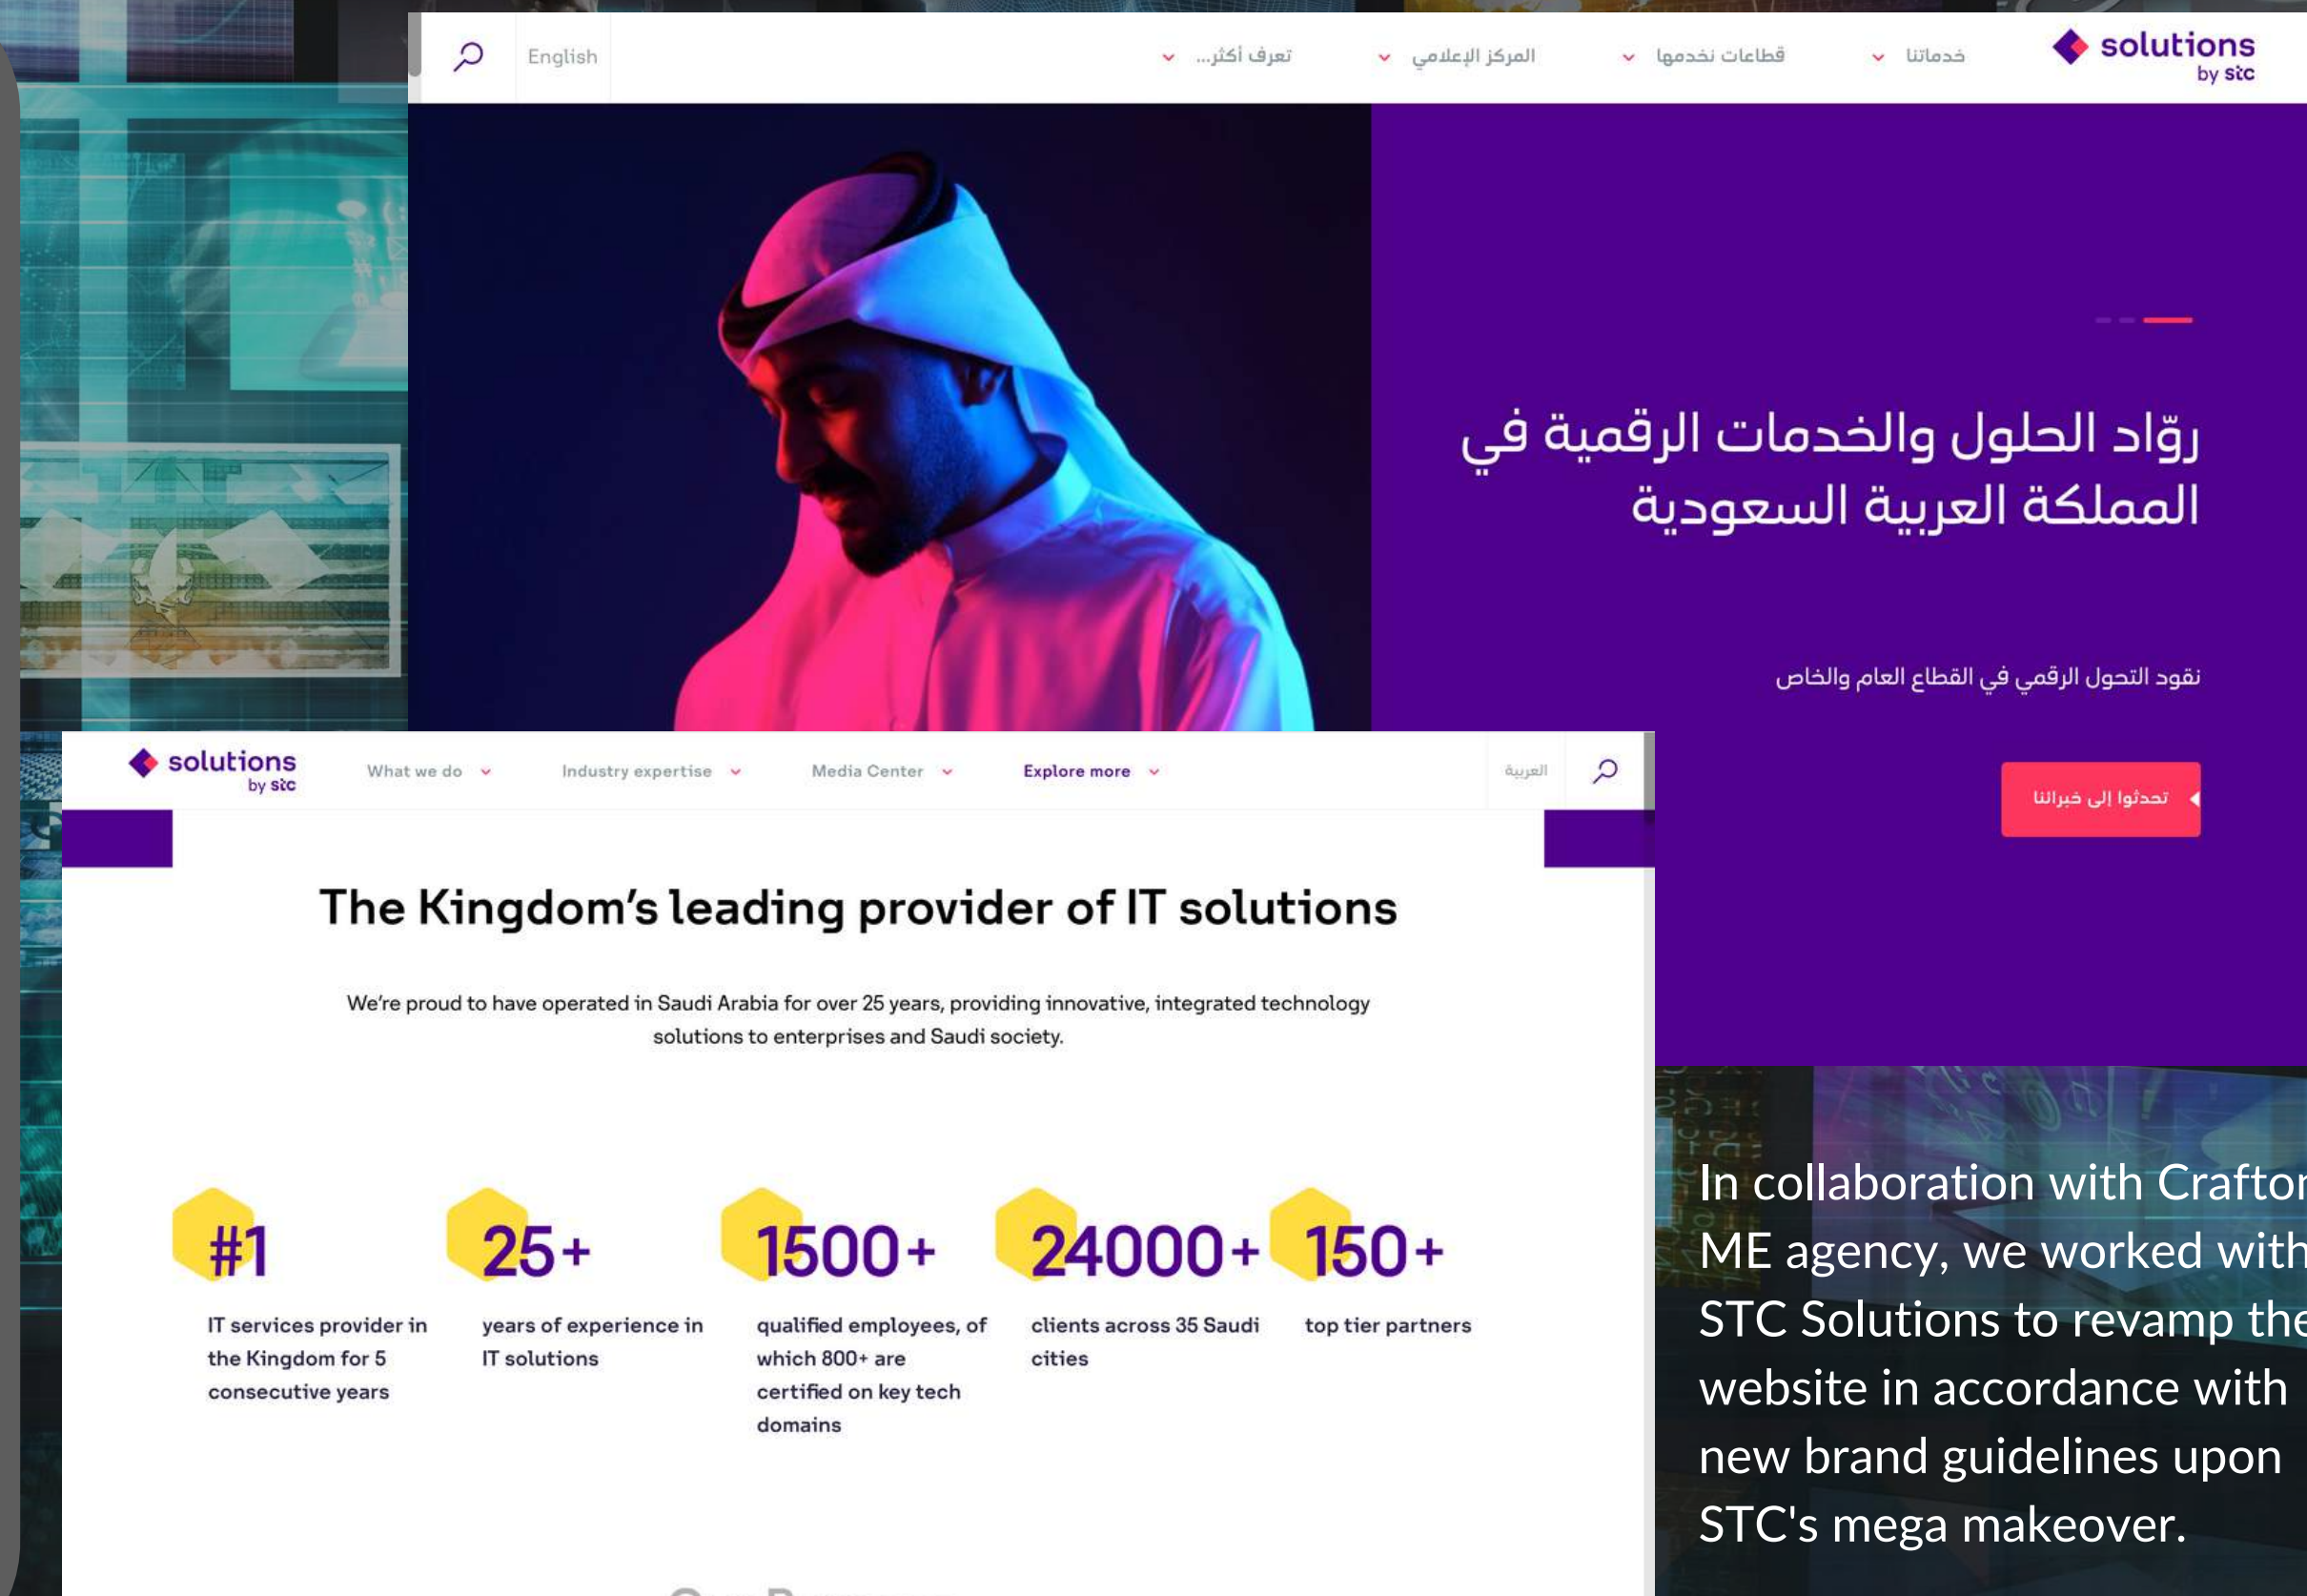 solutions
by stc
خدماتنا
قطاعات نخدمها
المركز الإعلامي
تعرف أكثر...
English
روّاد الحلول والخدمات الرقمية في
المملكة العربية السعودية
نقود التحول الرقمي في القطاع العام والخاص
تحدثوا إلى خبرائنا
solutions
by stc
What we do
Industry expertise
Media Center
Explore more
العربية
The Kingdom's leading provider of IT solutions
We're proud to have operated in Saudi Arabia for over 25 years, providing innovative, integrated technology
solutions to enterprises and Saudi society.
#1
IT services provider in
the Kingdom for 5
consecutive years
25+
years of experience in
IT solutions
1500+
qualified employees, of
which 800+ are
certified on key tech
domains
24000+
clients across 35 Saudi
cities
150+
top tier partners
In collaboration with Crafton
ME agency, we worked with
STC Solutions to revamp the
website in accordance with
new brand guidelines upon
STC's mega makeover.